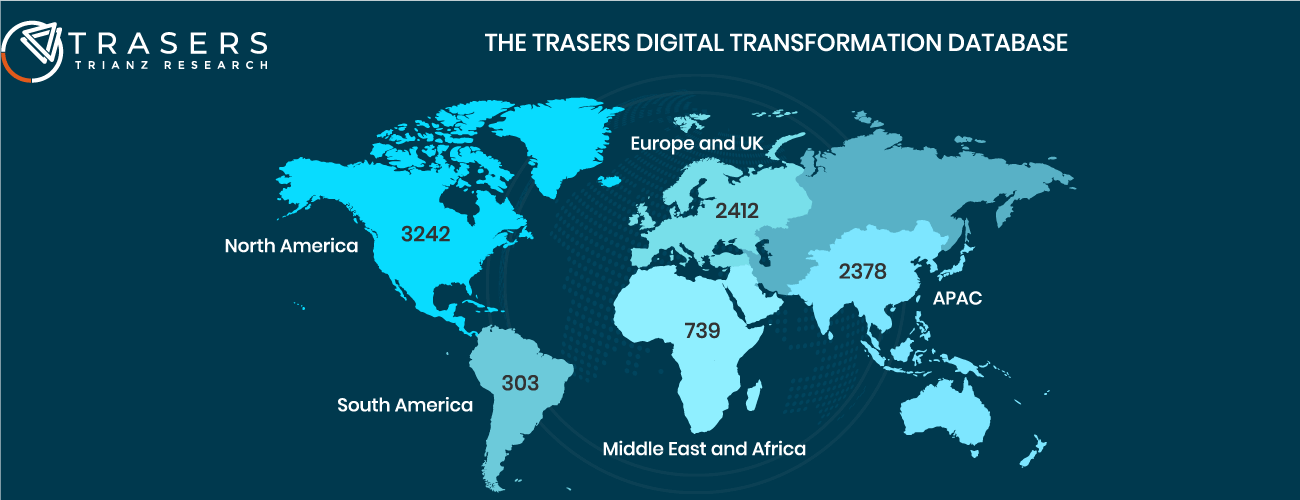 TRASERS
TRIANZ RESEARCH
THE TRASERS DIGITAL TRANSFORMATION DATABASE
Europe and UK
2412
3242
North America
2378
APAC
739
303
South America
Middle East and Africa